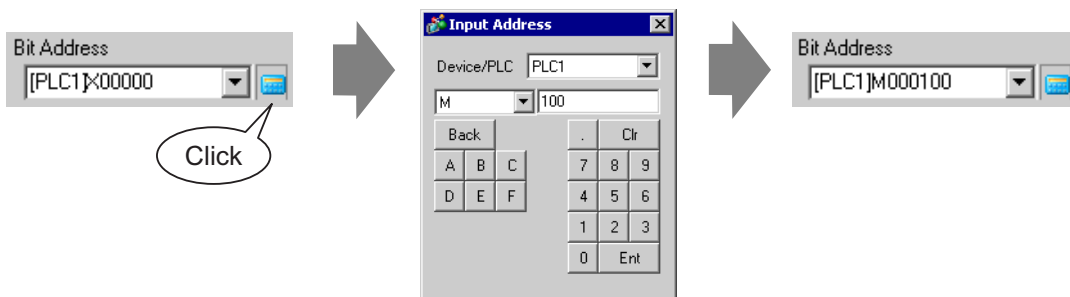 Bit Address
[PLC1]X00000
Click
Input Address
Device/PLC PLC1
M 100
Back . Clr
A B C 7 8 9
D E F 4 5 6
1 2 3
0 Ent
Bit Address
[PLC1]M000100